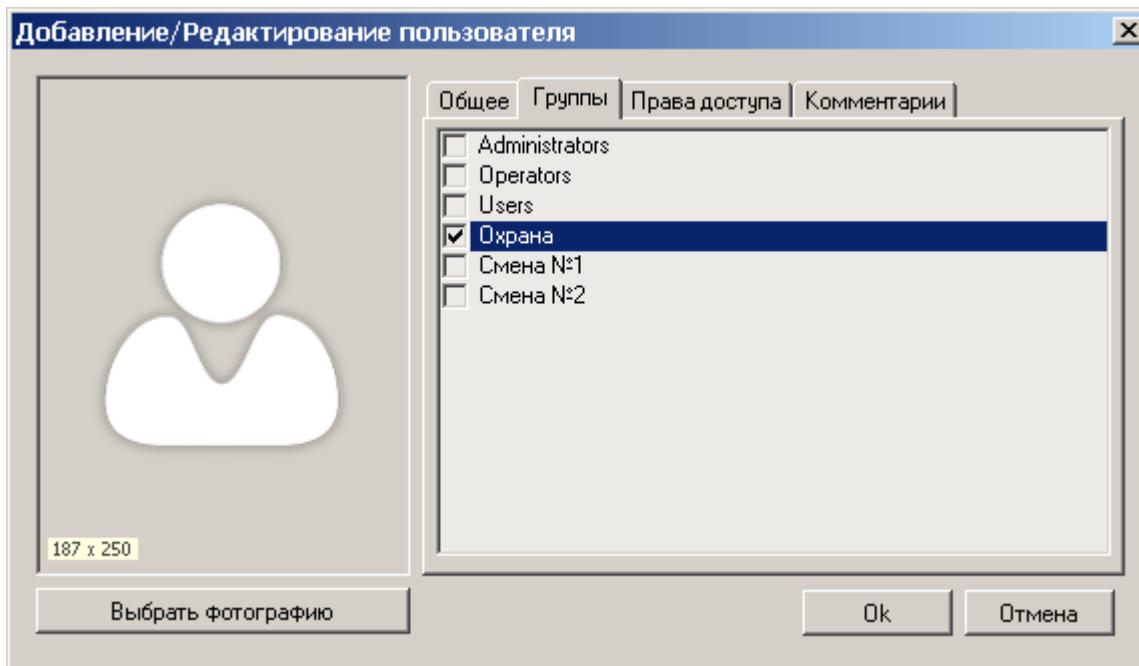 Добавление/Редактирование пользователя
Общее Группы Права доступа Комментарии
Administrators
Operators
Users
Охрана
Смена №1
Смена №2
187 x 250
Выбрать фотографию
Ok Отмена